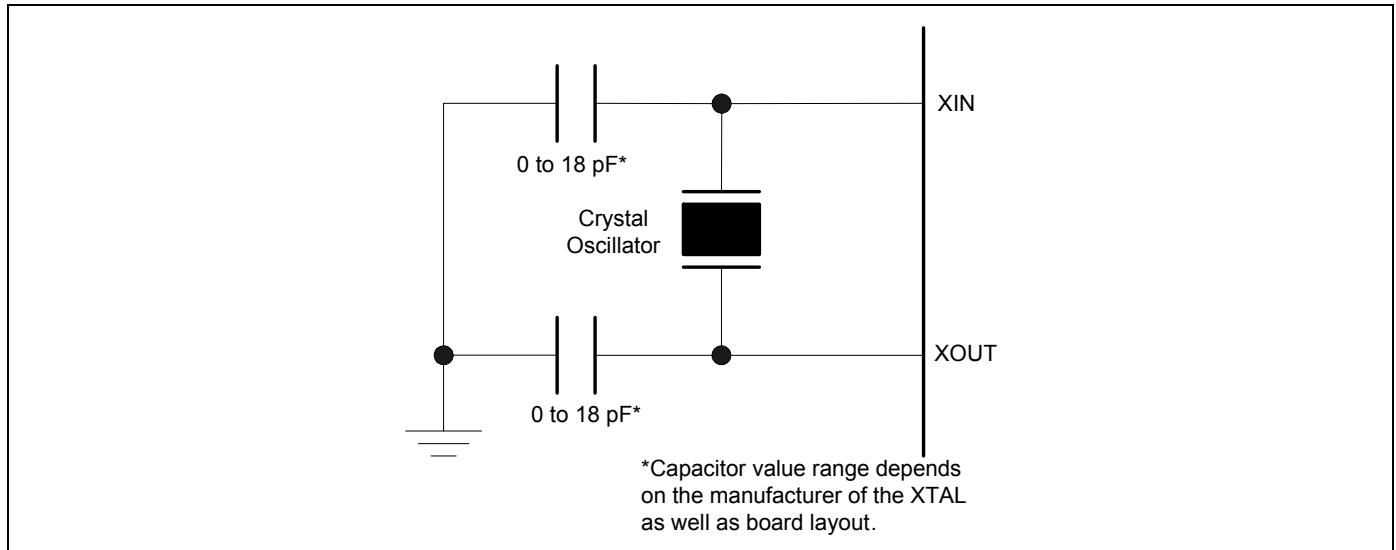 XIN
0 to 18 pF*
Crystal
Oscillator
XOUT
0 to 18 pF*
*Capacitor value range depends
on the manufacturer of the XTAL
as well as board layout.